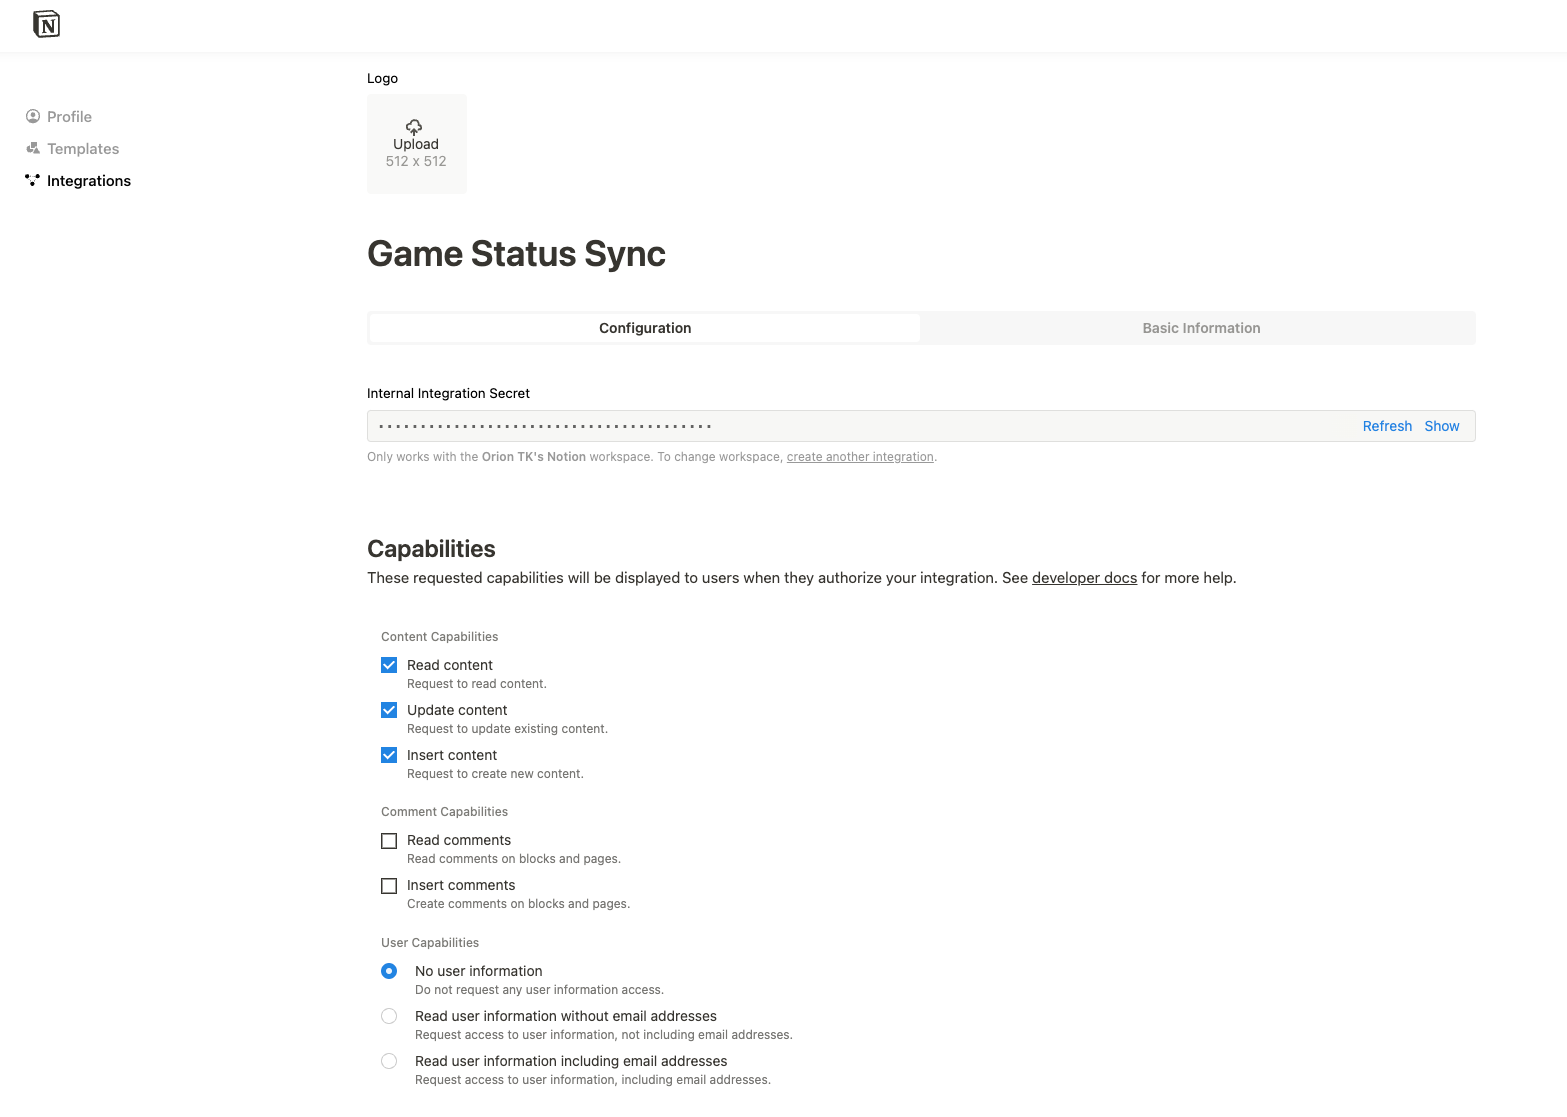 N
Profile
Templates
Integrations
Logo
Upload
512 x 512
Game Status Sync
Configuration
Basic Information
Internal Integration Secret
········································
Refresh
Show
Only works with the Orion TK's Notion workspace. To change workspace, create another integration.
Capabilities
These requested capabilities will be displayed to users when they authorize your integration. See developer docs for more help.
Content Capabilities
Read content
Request to read content.
Update content
Request to update existing content.
Insert content
Request to create new content.
Comment Capabilities
Read comments
Read comments on blocks and pages.
Insert comments
Create comments on blocks and pages.
User Capabilities
No user information
Do not request any user information access.
Read user information without email addresses
Request access to user information, not including email addresses.
Read user information including email addresses
Request access to user information, including email addresses.